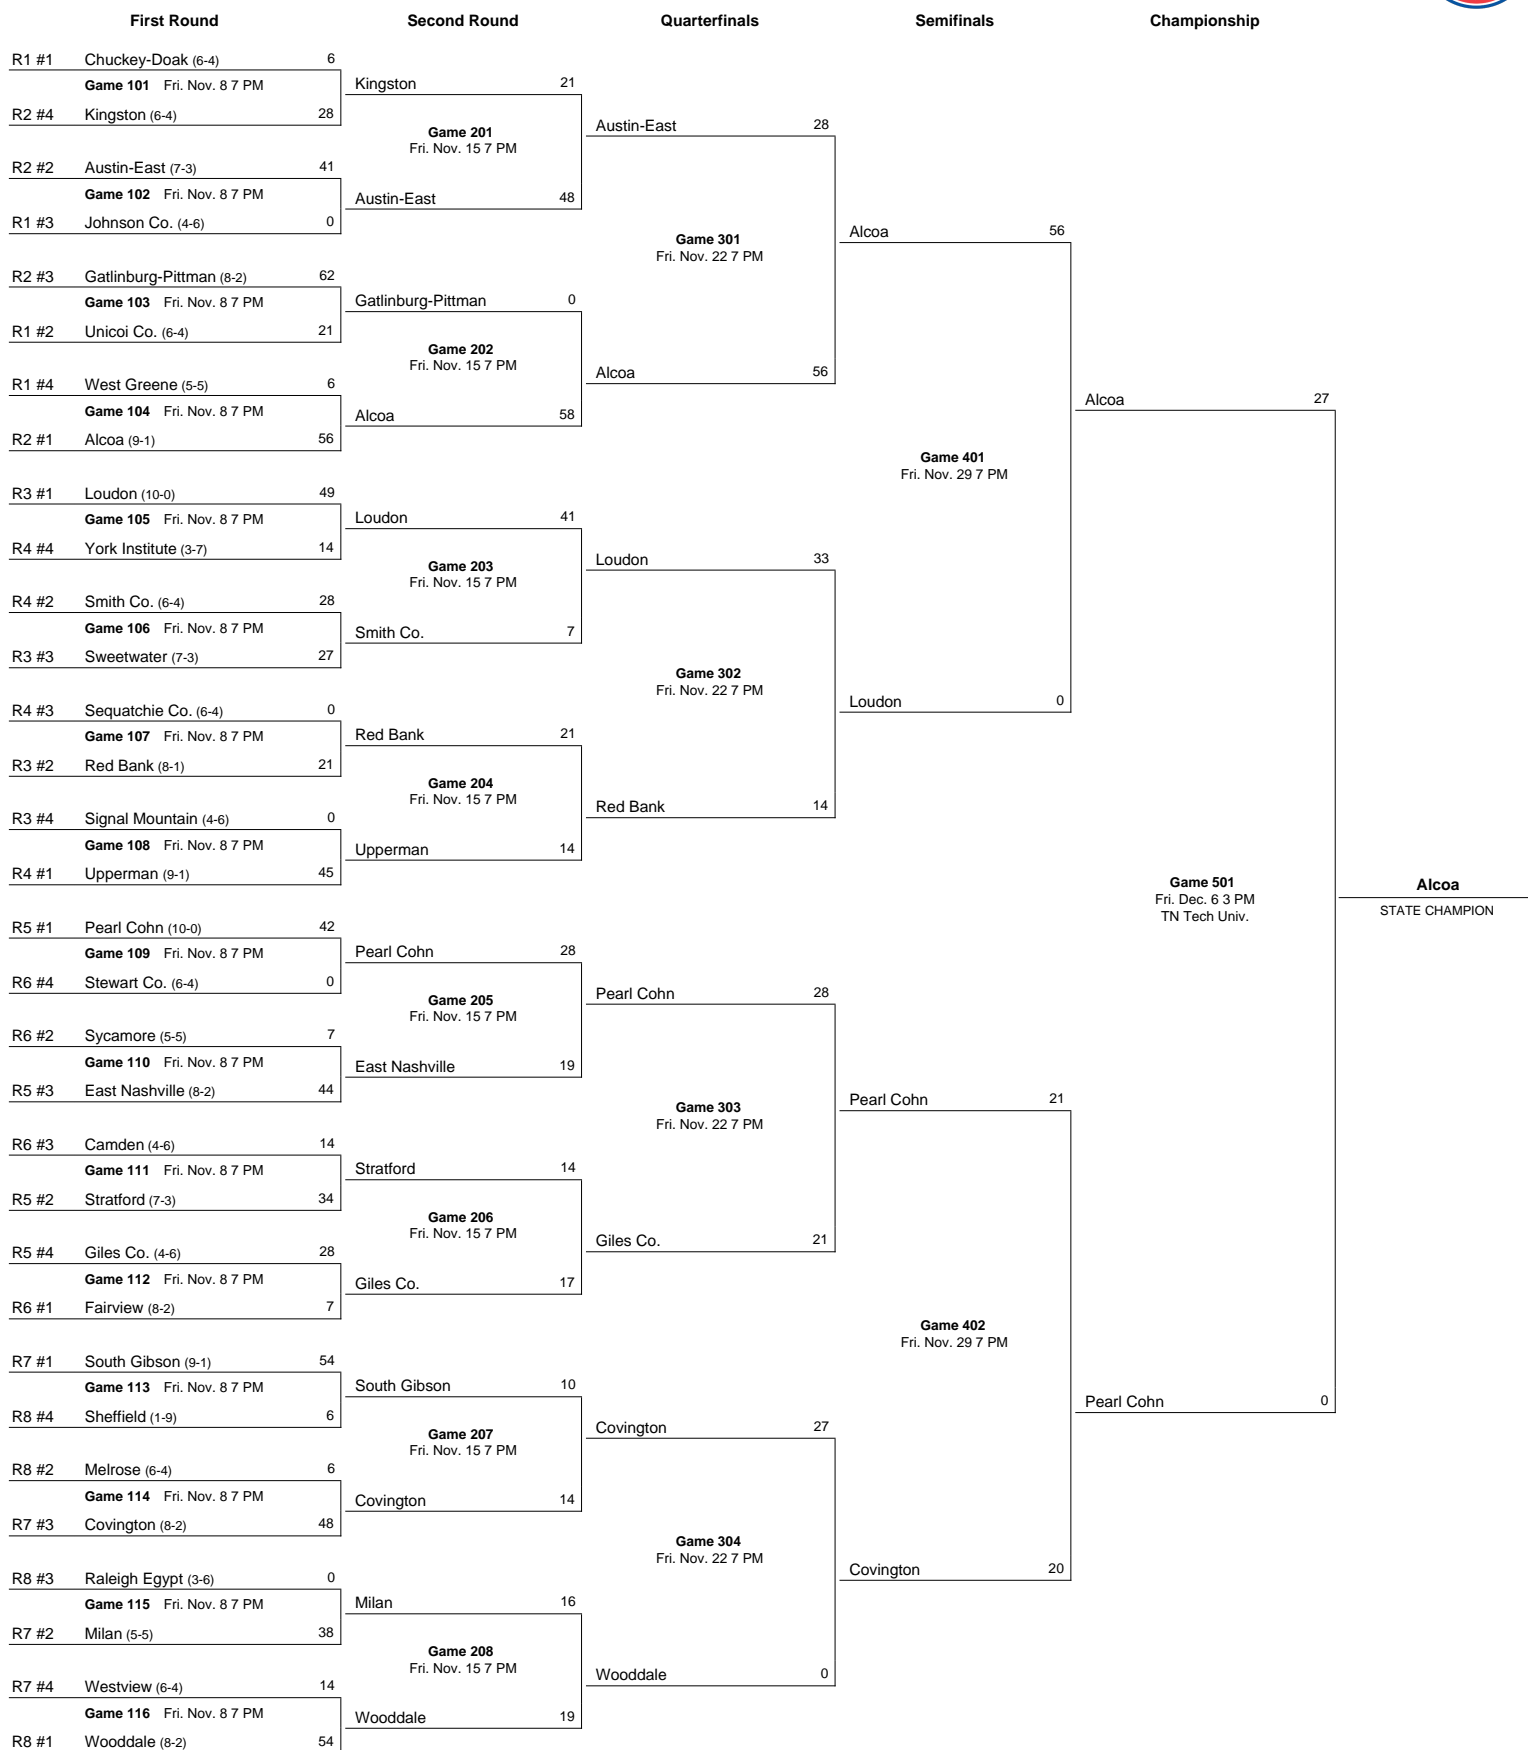 First Round Second Round Quarterfinals Semifinals Championship
R1 #1 Chuckey-Doak (6-4) 6
Game 101 Fri. Nov. 8 7 PM
R2 #4 Kingston (6-4) 28
R2 #2 Austin-East (7-3) 41
Game 102 Fri. Nov. 8 7 PM
R1 #3 Johnson Co. (4-6) 0
R2 #3 Gatlinburg-Pittman (8-2) 62
Game 103 Fri. Nov. 8 7 PM
R1 #2 Unicoi Co. (6-4) 21
R1 #4 West Greene (5-5) 6
Game 104 Fri. Nov. 8 7 PM
R2 #1 Alcoa (9-1) 56
R3 #1 Loudon (10-0) 49
Game 105 Fri. Nov. 8 7 PM
R4 #4 York Institute (3-7) 14
R4 #2 Smith Co. (6-4) 28
Game 106 Fri. Nov. 8 7 PM
R3 #3 Sweetwater (7-3) 27
R4 #3 Sequatchie Co. (6-4) 0
Game 107 Fri. Nov. 8 7 PM
R3 #2 Red Bank (8-1) 21
R3 #4 Signal Mountain (4-6) 0
Game 108 Fri. Nov. 8 7 PM
R4 #1 Upperman (9-1) 45
R5 #1 Pearl Cohn (10-0) 42
Game 109 Fri. Nov. 8 7 PM
R6 #4 Stewart Co. (6-4) 0
R6 #2 Sycamore (5-5) 7
Game 110 Fri. Nov. 8 7 PM
R5 #3 East Nashville (8-2) 44
R6 #3 Camden (4-6) 14
Game 111 Fri. Nov. 8 7 PM
R5 #2 Stratford (7-3) 34
R5 #4 Giles Co. (4-6) 28
Game 112 Fri. Nov. 8 7 PM
R6 #1 Fairview (8-2) 7
R7 #1 South Gibson (9-1) 54
Game 113 Fri. Nov. 8 7 PM
R8 #4 Sheffield (1-9) 6
R8 #2 Melrose (6-4) 6
Game 114 Fri. Nov. 8 7 PM
R7 #3 Covington (8-2) 48
R8 #3 Raleigh Egypt (3-6) 0
Game 115 Fri. Nov. 8 7 PM
R7 #2 Milan (5-5) 38
R7 #4 Westview (6-4) 14
Game 116 Fri. Nov. 8 7 PM
R8 #1 Wooddale (8-2) 54
Kingston 21
Game 201
Fri. Nov. 15 7 PM
Austin-East 48
Gatlinburg-Pittman 0
Game 202
Fri. Nov. 15 7 PM
Alcoa 58
Loudon 41
Game 203
Fri. Nov. 15 7 PM
Smith Co. 7
Red Bank 21
Game 204
Fri. Nov. 15 7 PM
Upperman 14
Pearl Cohn 28
Game 205
Fri. Nov. 15 7 PM
East Nashville 19
Stratford 14
Game 206
Fri. Nov. 15 7 PM
Giles Co. 17
South Gibson 10
Game 207
Fri. Nov. 15 7 PM
Covington 14
Milan 16
Game 208
Fri. Nov. 15 7 PM
Wooddale 19
Austin-East 28
Game 301
Fri. Nov. 22 7 PM
Alcoa 56
Loudon 33
Game 302
Fri. Nov. 22 7 PM
Red Bank 14
Pearl Cohn 28
Game 303
Fri. Nov. 22 7 PM
Giles Co. 21
Covington 27
Game 304
Fri. Nov. 22 7 PM
Wooddale 0
Alcoa 56
Game 401
Fri. Nov. 29 7 PM
Loudon 0
Pearl Cohn 21
Game 402
Fri. Nov. 29 7 PM
Covington 20
Alcoa 27
Game 501
Fri. Dec. 6 3 PM
TN Tech Univ.
Pearl Cohn 0
Alcoa
STATE CHAMPION